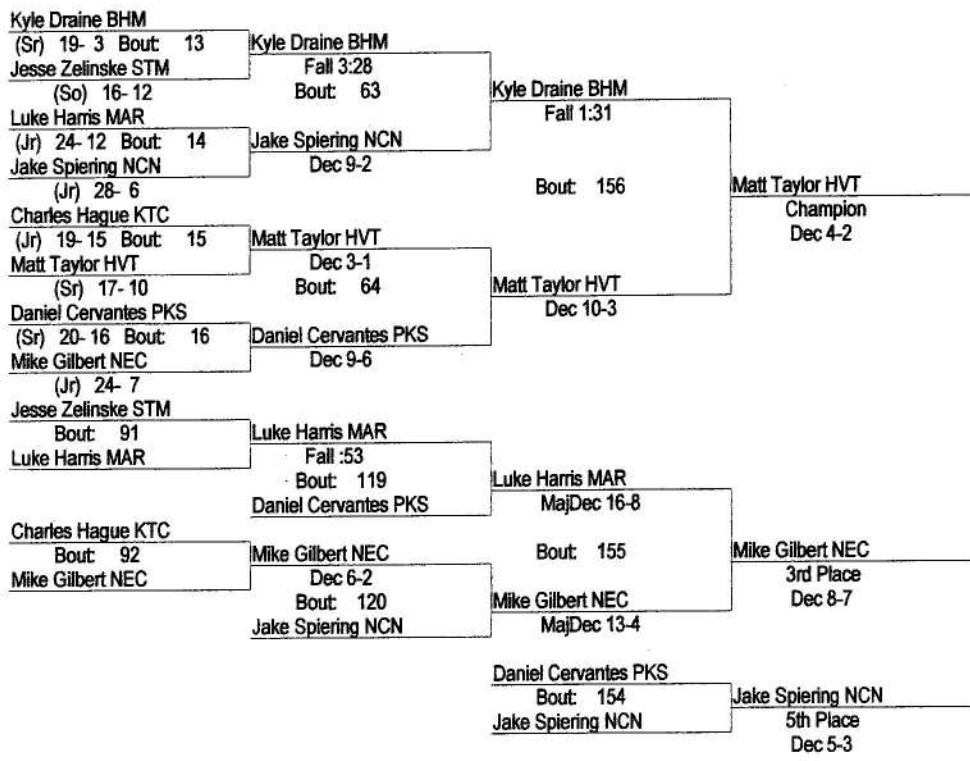 Kyle Draine BHM
(Sr) 19- 3 Bout: 13
Jesse Zelinske STM
(So) 16- 12
Luke Harris MAR
(Jr) 24- 12 Bout: 14
Jake Spiering NCN
(Jr) 28- 6
Charles Hague KTC
(Jr) 19- 15 Bout: 15
Matt Taylor HVT
(Sr) 17- 10
Daniel Cervantes PKS
(Sr) 20- 16 Bout: 16
Mike Gilbert NEC
(Jr) 24- 7
Kyle Draine BHM
Fall 3:28
Bout: 63
Jake Spiering NCN
Dec 9-2
Matt Taylor HVT
Dec 3-1
Bout: 64
Daniel Cervantes PKS
Dec 9-6
Kyle Draine BHM
Fall 1:31
Bout: 156
Matt Taylor HVT
Dec 10-3
Matt Taylor HVT
Champion
Dec 4-2
Jesse Zelinske STM
Bout: 91
Luke Harris MAR
Charles Hague KTC
Bout: 92
Mike Gilbert NEC
Luke Harris MAR
Fall :53
Bout: 119
Daniel Cervantes PKS
Mike Gilbert NEC
Dec 6-2
Bout: 120
Jake Spiering NCN
Luke Harris MAR
MajDec 16-8
Bout: 155
Mike Gilbert NEC
MajDec 13-4
Mike Gilbert NEC
3rd Place
Dec 8-7
Daniel Cervantes PKS
Bout: 154
Jake Spiering NCN
Jake Spiering NCN
5th Place
Dec 5-3